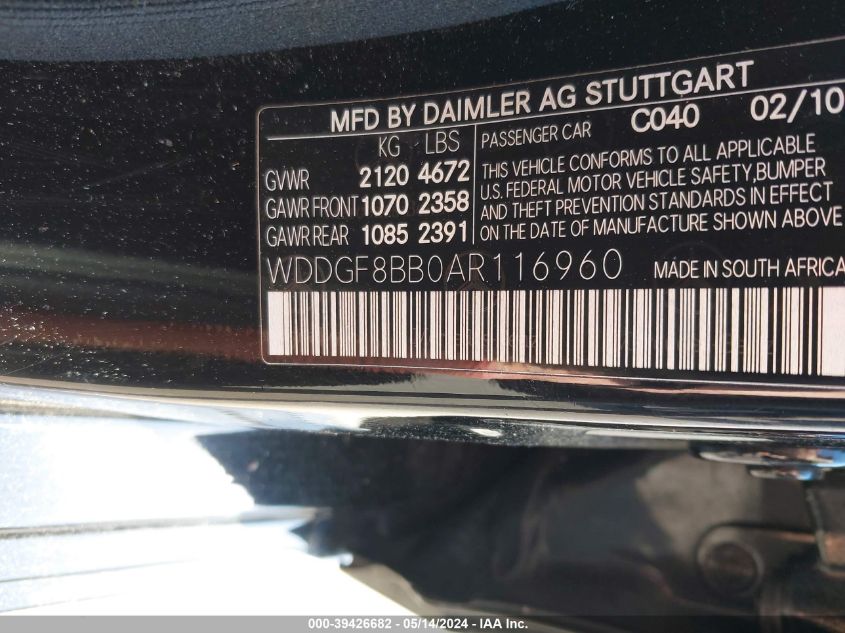 MFD BY DAIMLER AG STUTTGART
KG LBS PASSENGER CAR C040 02/10
GVWR 2120 4672
GAWR FRONT 1070 2358
GAWR REAR 1085 2391
THIS VEHICLE CONFORMS TO ALL APPLICABLE
U.S. FEDERAL MOTOR VEHICLE SAFETY, BUMPER
AND THEFT PREVENTION STANDARDS IN EFFECT
ON THE DATE OF MANUFACTURE SHOWN ABOVE
WDDGF8BB0AR116960 MADE IN SOUTH AFRICA
000-39426682 - 05/14/2024 - IAA Inc.